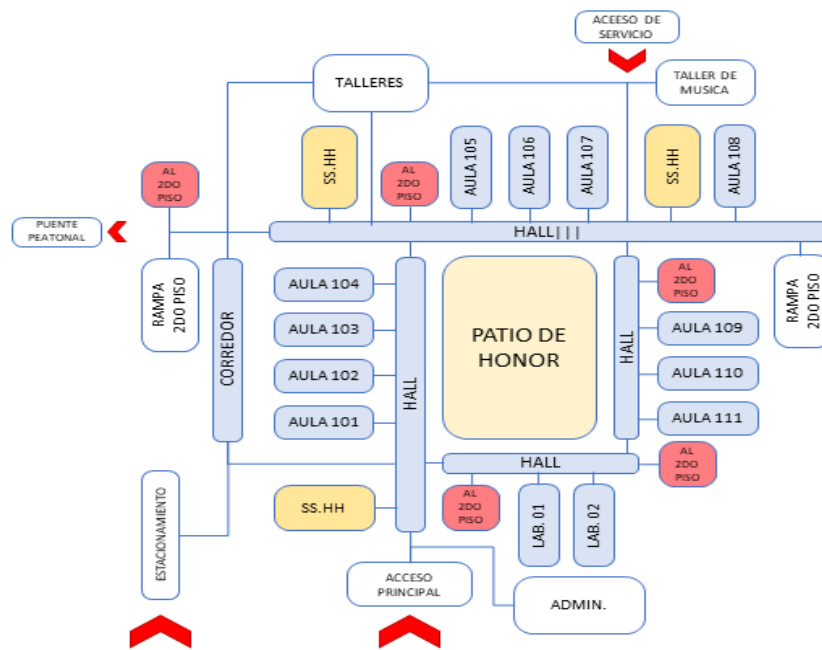 ACEESO DE
SERVICIO
TALLERES
TALLER DE
MUSICA
SS.HH
AULA 105
AULA 106
AULA 107
SS.HH
AULA 108
AL
2DO
PISO
AL
2DO
PISO
PUENTE
PEATONAL
HALL|||
RAMPA
2DO PISO
CORREDOR
AULA 104
AULA 103
AULA 102
AULA 101
HALL
PATIO DE
HONOR
HALL
AL
2DO
PISO
AULA 109
AULA 110
AULA 111
RAMPA
2DO PISO
HALL
AL
2DO
PISO
ESTACIONAMIENTO
SS.HH
AL
2DO
PISO
LAB. 01
LAB. 02
ACCESO
PRINCIPAL
ADMIN.